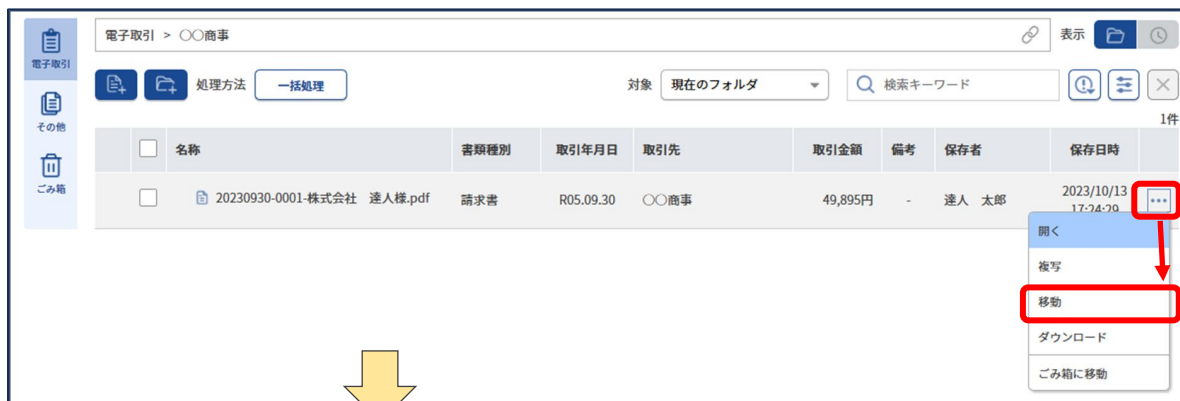 電子取引 > 〇〇商事
表示
電子取引
処理方法
一括処理
対象
現在のフォルダ
検索キーワード
その他
1件
名称
書類種別
取引年月日
取引先
取引金額
備考
保存者
保存日時
ごみ箱
20230930-0001-株式会社 達人様.pdf
請求書
R05.09.30
〇〇商事
49,895円
-
達人 太郎
2023/10/13
17:24:29
開く
複写
移動
ダウンロード
ごみ箱に移動